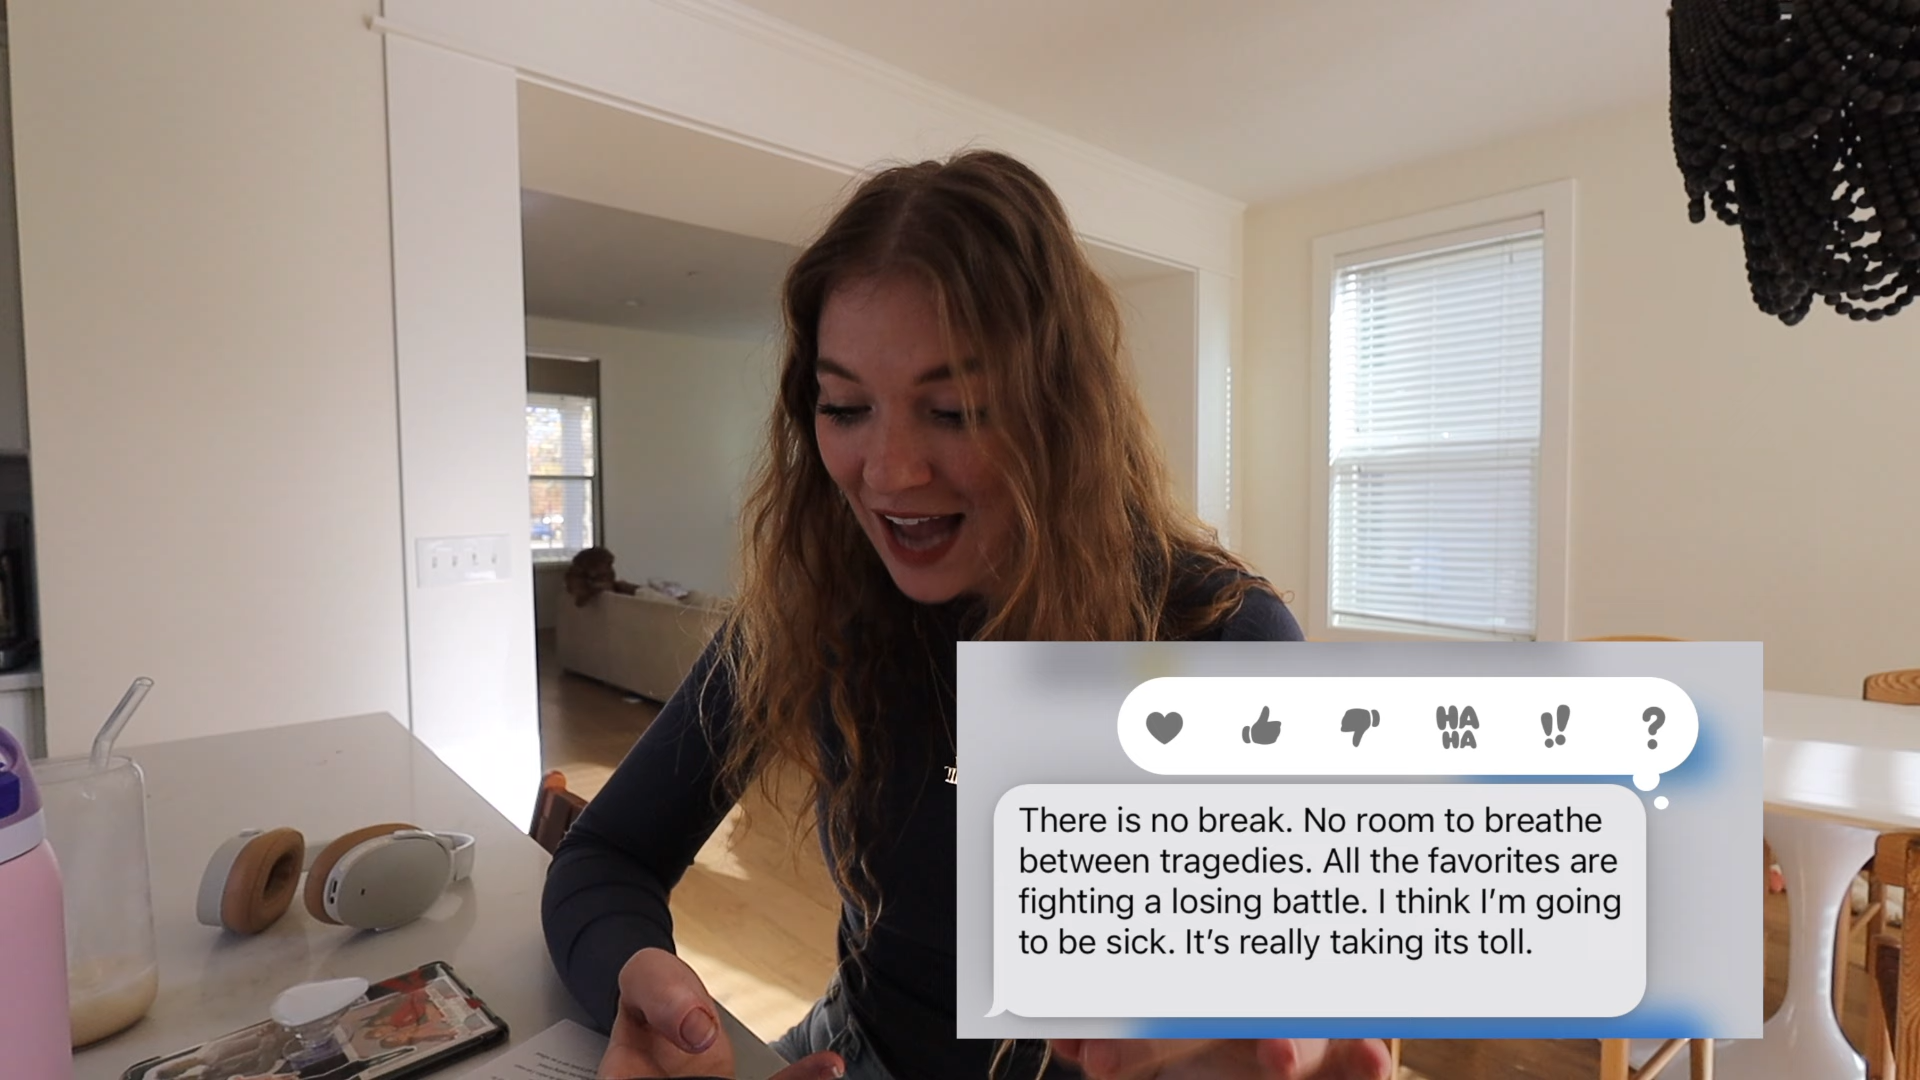 HA
HA
There is no break. No room to breathe
between tragedies. All the favorites are
fighting a losing battle. I think I’m going
to be sick. It’s really taking its toll.